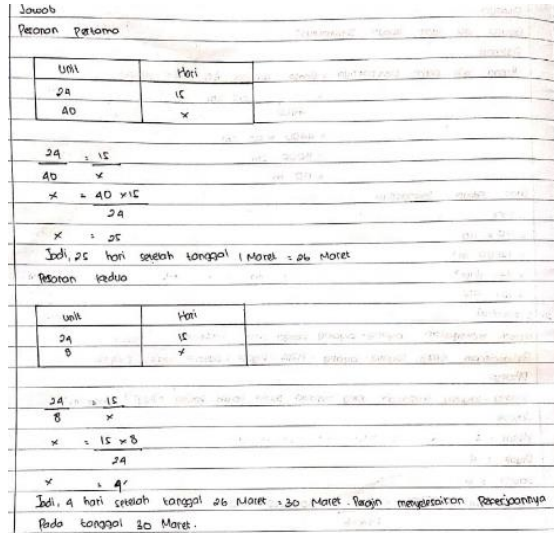 Jawab
Pesanan Pertama
Unit Hari
24 15
40 x
24 = 15
40 x
x = 40 x 15
24
x = 25
Jadi, 25 hari setelah tanggal 1 Maret = 26 Maret
Pesanan kedua
Unit Hari
24 15
8 x
24 = 15
8 x
x = 15 x 8
24
x = 4
Jadi, 4 hari setelah tanggal 26 Maret = 30 Maret. Perajin menyelesaikan Pekerjaannya
Pada tanggal 30 Maret.